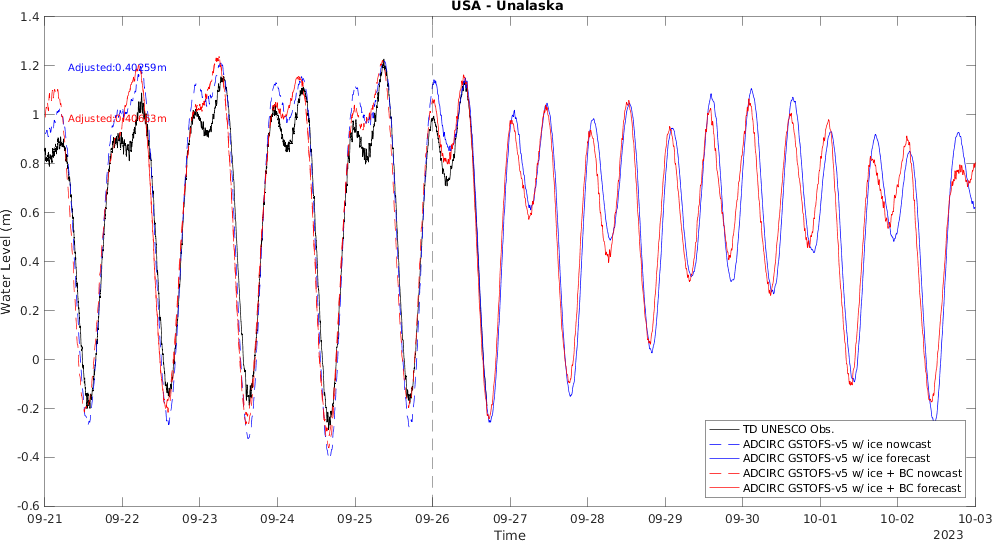 USA - Unalaska
1.4
1.2
1
0.8
0.6
0.4
0.2
0
-0.2
-0.4
-0.6
Water Level (m)
Adjusted:0.40259m
Adjusted:0.40663m
TD UNESCO Obs.
ADCIRC GSTOFS-v5 w/ ice nowcast
ADCIRC GSTOFS-v5 w/ ice forecast
ADCIRC GSTOFS-v5 w/ ice + BC nowcast
ADCIRC GSTOFS-v5 w/ ice + BC forecast
09-21 09-22 09-23 09-24 09-25 09-26 09-27 09-28 09-29 09-30 10-01 10-02 10-03
Time
2023